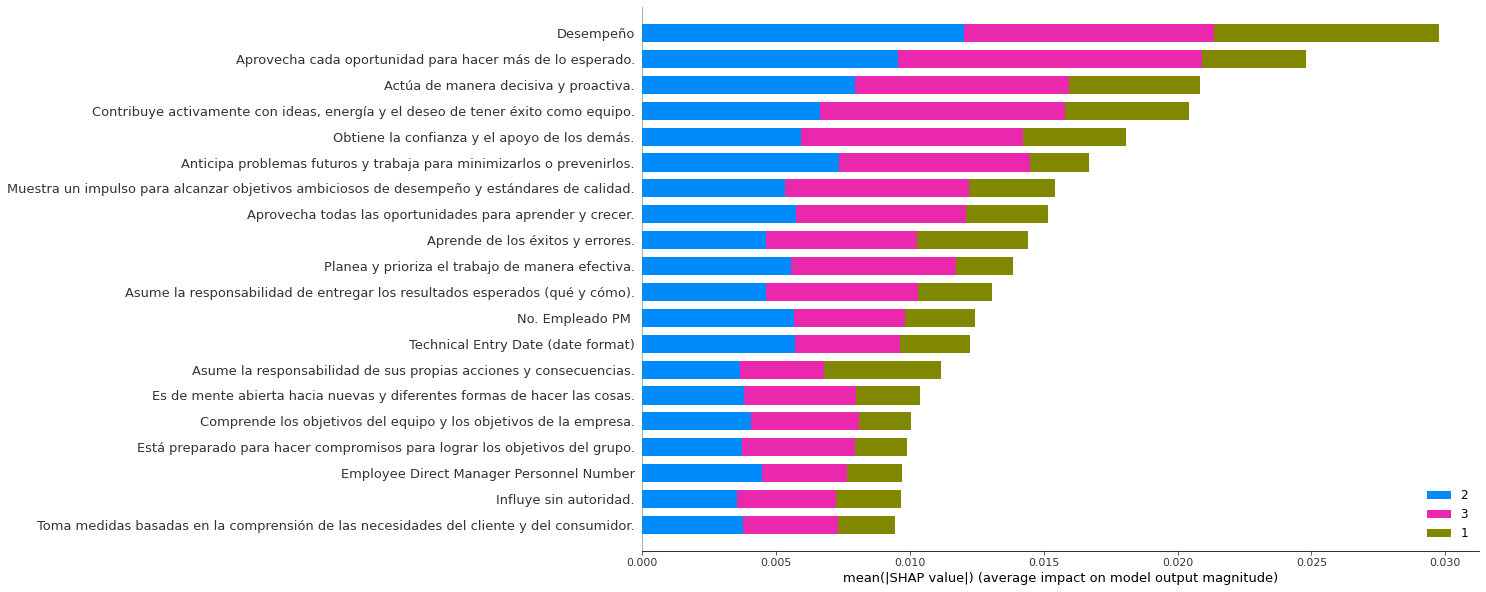 Desempeño
Aprovecha cada oportunidad para hacer más de lo esperado.
Actúa de manera decisiva y proactiva.
Contribuye activamente con ideas, energía y el deseo de tener éxito como equipo.
Obtiene la confianza y el apoyo de los demás.
Anticipa problemas futuros y trabaja para minimizarlos o prevenirlos.
Muestra un impulso para alcanzar objetivos ambiciosos de desempeño y estándares de calidad.
Aprovecha todas las oportunidades para aprender y crecer.
Aprende de los éxitos y errores.
Planea y prioriza el trabajo de manera efectiva.
Asume la responsabilidad de entregar los resultados esperados (qué y cómo).
No. Empleado PM
Technical Entry Date (date format)
Asume la responsabilidad de sus propias acciones y consecuencias.
Es de mente abierta hacia nuevas y diferentes formas de hacer las cosas.
Comprende los objetivos del equipo y los objetivos de la empresa.
Está preparado para hacer compromisos para lograr los objetivos del grupo.
Employee Direct Manager Personnel Number
Influye sin autoridad.
Toma medidas basadas en la comprensión de las necesidades del cliente y del consumidor.
2
3
1
0.000 0.005 0.010 0.015 0.020 0.025 0.030
mean(|SHAP value|) (average impact on model output magnitude)